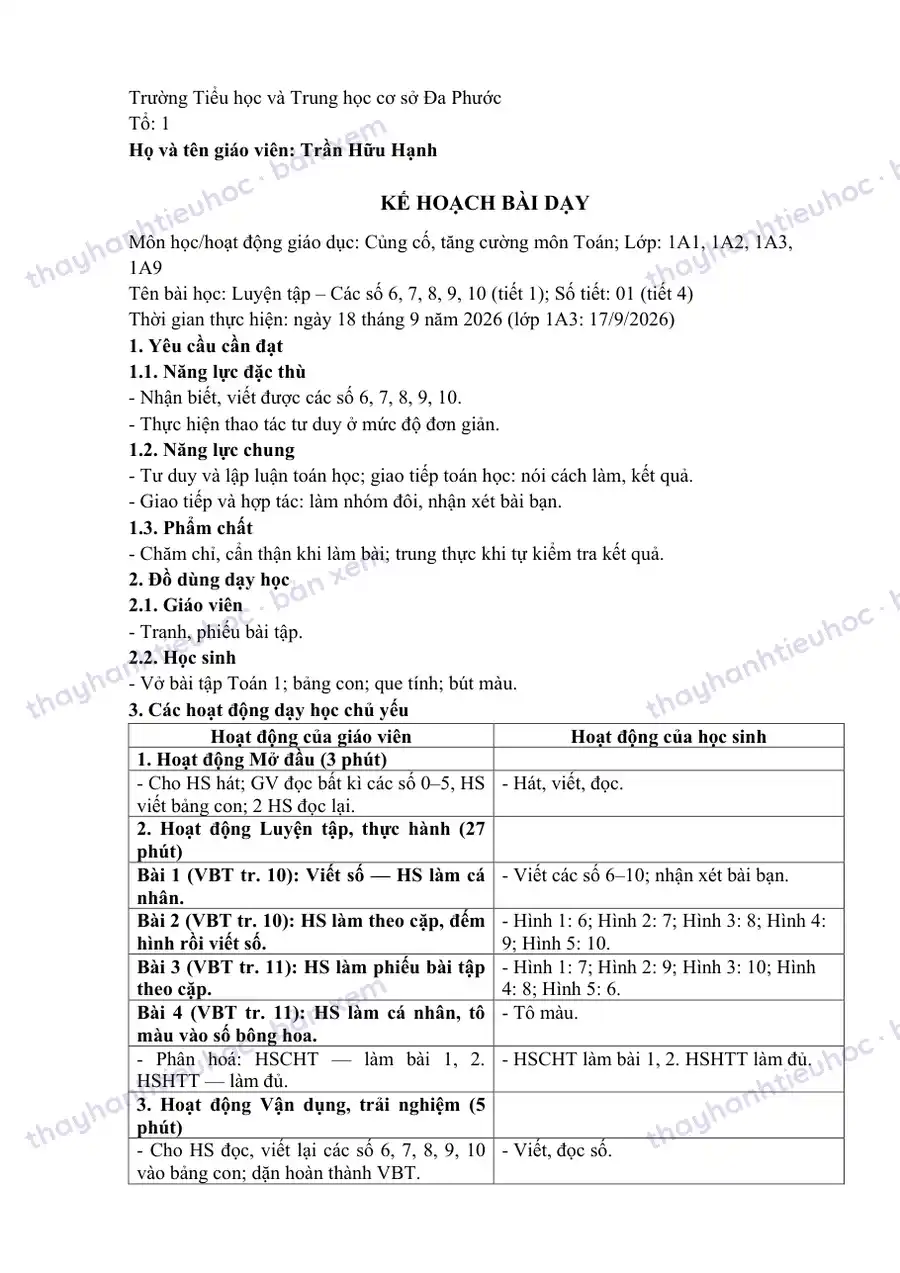 Trường Tiểu học và Trung học cơ sở Đa Phước
Tổ: 1
Họ và tên giáo viên: Trần Hữu Hạnh
KẾ HOẠCH BÀI DẠY
Môn học/hoạt động giáo dục: Củng cố, tăng cường môn Toán; Lớp: 1A1, 1A2, 1A3,
1A9
Tên bài học: Luyện tập – Các số 6, 7, 8, 9, 10 (tiết 1); Số tiết: 01 (tiết 4)
Thời gian thực hiện: ngày 18 tháng 9 năm 2026 (lớp 1A3: 17/9/2026)
1. Yêu cầu cần đạt
1.1. Năng lực đặc thù
- Nhận biết, viết được các số 6, 7, 8, 9, 10.
- Thực hiện thao tác tư duy ở mức độ đơn giản.
1.2. Năng lực chung
- Tư duy và lập luận toán học; giao tiếp toán học: nói cách làm, kết quả.
- Giao tiếp và hợp tác: làm nhóm đôi, nhận xét bài bạn.
1.3. Phẩm chất
- Chăm chỉ, cẩn thận khi làm bài; trung thực khi tự kiểm tra kết quả.
2. Đồ dùng dạy học
2.1. Giáo viên
- Tranh, phiếu bài tập.
2.2. Học sinh
- Vở bài tập Toán 1; bảng con; que tính; bút màu.
3. Các hoạt động dạy học chủ yếu
Hoạt động của giáo viên
Hoạt động của học sinh
1. Hoạt động Mở đầu (3 phút)
- Cho HS hát; GV đọc bất kì các số 0–5, HS
viết bảng con; 2 HS đọc lại.
- Hát, viết, đọc.
2. Hoạt động Luyện tập, thực hành (27
phút)
Bài 1 (VBT tr. 10): Viết số — HS làm cá
nhân.
- Viết các số 6–10; nhận xét bài bạn.
Bài 2 (VBT tr. 10): HS làm theo cặp, đếm
hình rồi viết số.
- Hình 1: 6; Hình 2: 7; Hình 3: 8; Hình 4:
9; Hình 5: 10.
Bài 3 (VBT tr. 11): HS làm phiếu bài tập
theo cặp.
- Hình 1: 7; Hình 2: 9; Hình 3: 10; Hình
4: 8; Hình 5: 6.
Bài 4 (VBT tr. 11): HS làm cá nhân, tô
màu vào số bông hoa.
- Tô màu.
- Phân hoá: HSCHT — làm bài 1, 2.
HSHTT — làm đủ.
- HSCHT làm bài 1, 2. HSHTT làm đủ.
3. Hoạt động Vận dụng, trải nghiệm (5
phút)
- Cho HS đọc, viết lại các số 6, 7, 8, 9, 10
vào bảng con; dặn hoàn thành VBT.
- Viết, đọc số.
thayhanhtieuhoc · bản xem
thayhanhtieuhoc · b
thayhanhtieuhoc · bản xem
thayhanhtieuhoc · b
thayhanhtieuhoc · bản xem
thayhanhtieuhoc · b